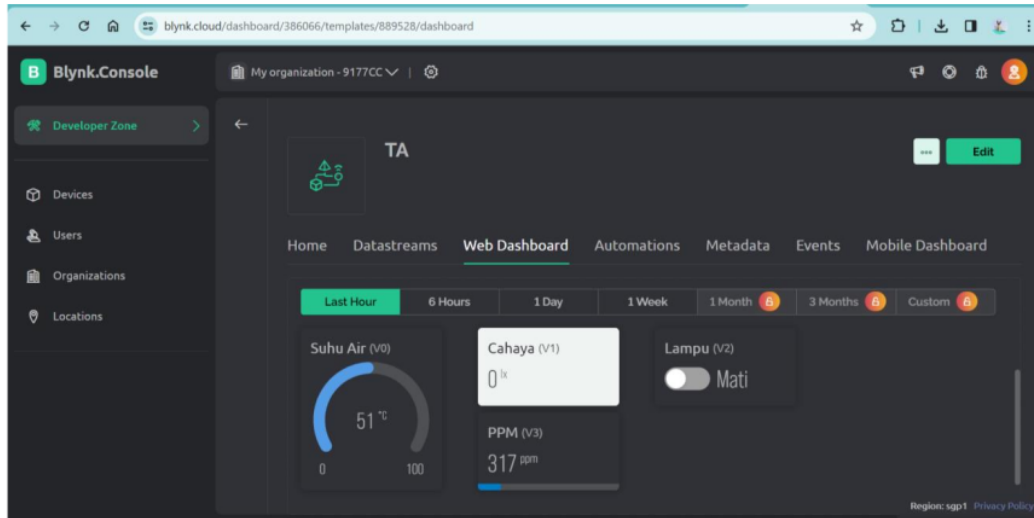 blynk.cloud/dashboard/386066/templates/889528/dashboard
B Blynk.Console
My organization - 9177CC
Developer Zone
TA
Edit
Devices
Users
Organizations
Locations
Home Datastreams Web Dashboard Automations Metadata Events Mobile Dashboard
Last Hour 6 Hours 1 Day 1 Week 1 Month 3 Months Custom
Suhu Air (V0)
51 °C
0 100
Cahaya (V1)
0 lx
PPM (V3)
317 ppm
Lampu (V2)
Mati
Region: sgp1 Privacy Policy